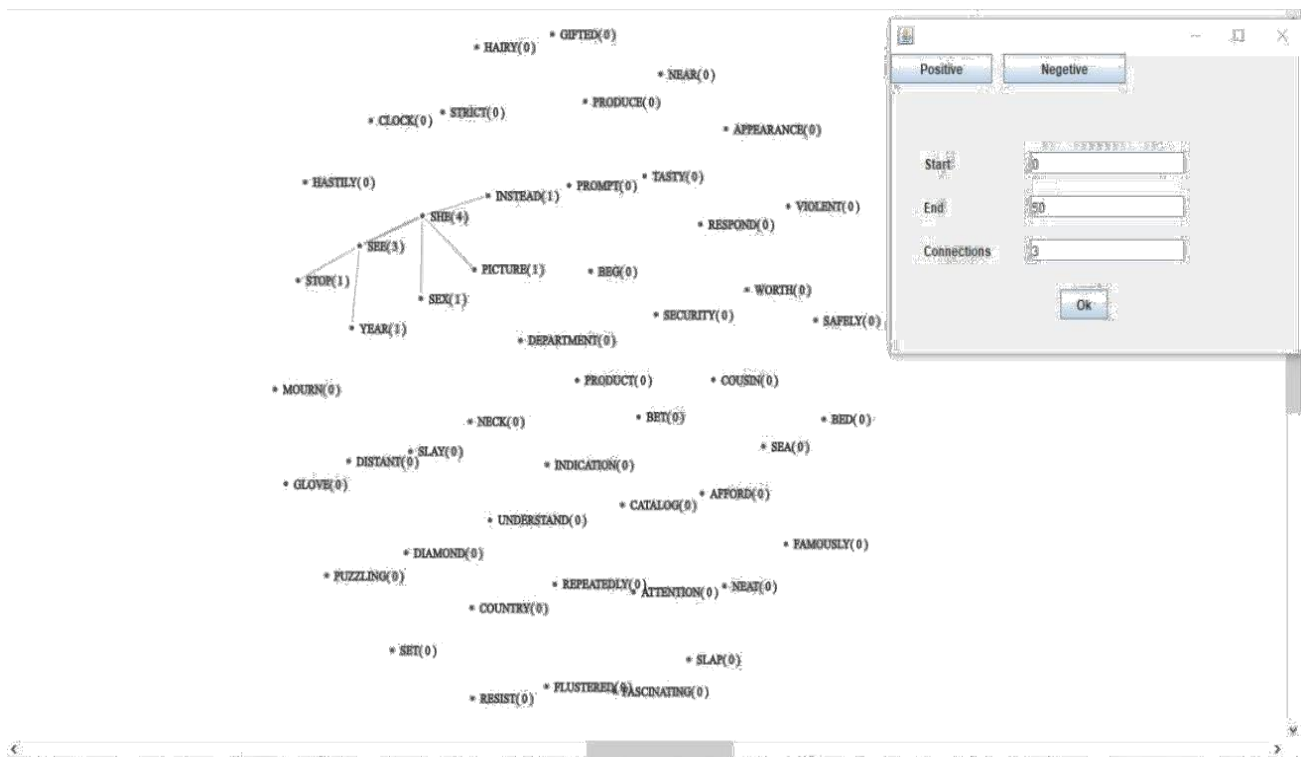 GIFTED(0)
HAIRY(0)
NEAR(0)
PRODUCE(0)
CLOCK(0)
STRICT(0)
APPEARANCE(0)
HASTILY(0)
INSTEAD(1)
PROMPT(0)
TASTY(0)
VIOLENT(0)
SHE(4)
RESPOND(0)
SEE(3)
STOP(1)
PICTURE(1)
BEG(0)
WORTH(0)
SEX(1)
SECURITY(0)
SAFELY(0)
YEAR(1)
DEPARTMENT(0)
MOURN(0)
PRODUCT(0)
COUSIN(0)
NECK(0)
BET(0)
BED(0)
SEA(0)
SLAY(0)
DISTANT(0)
INDICATION(0)
GLOVE(0)
AFFORD(0)
CATALOG(0)
UNDERSTAND(0)
FAMOUSLY(0)
DIAMOND(0)
PUZZLING(0)
REPEATEDLY(0)
ATTENTION(0)
NEAT(0)
COUNTRY(0)
SET(0)
SLAP(0)
FLUSTERED(0)
FASCINATING(0)
RESIST(0)
Positive Negetive
Start 0
End 50
Connections 3
Ok